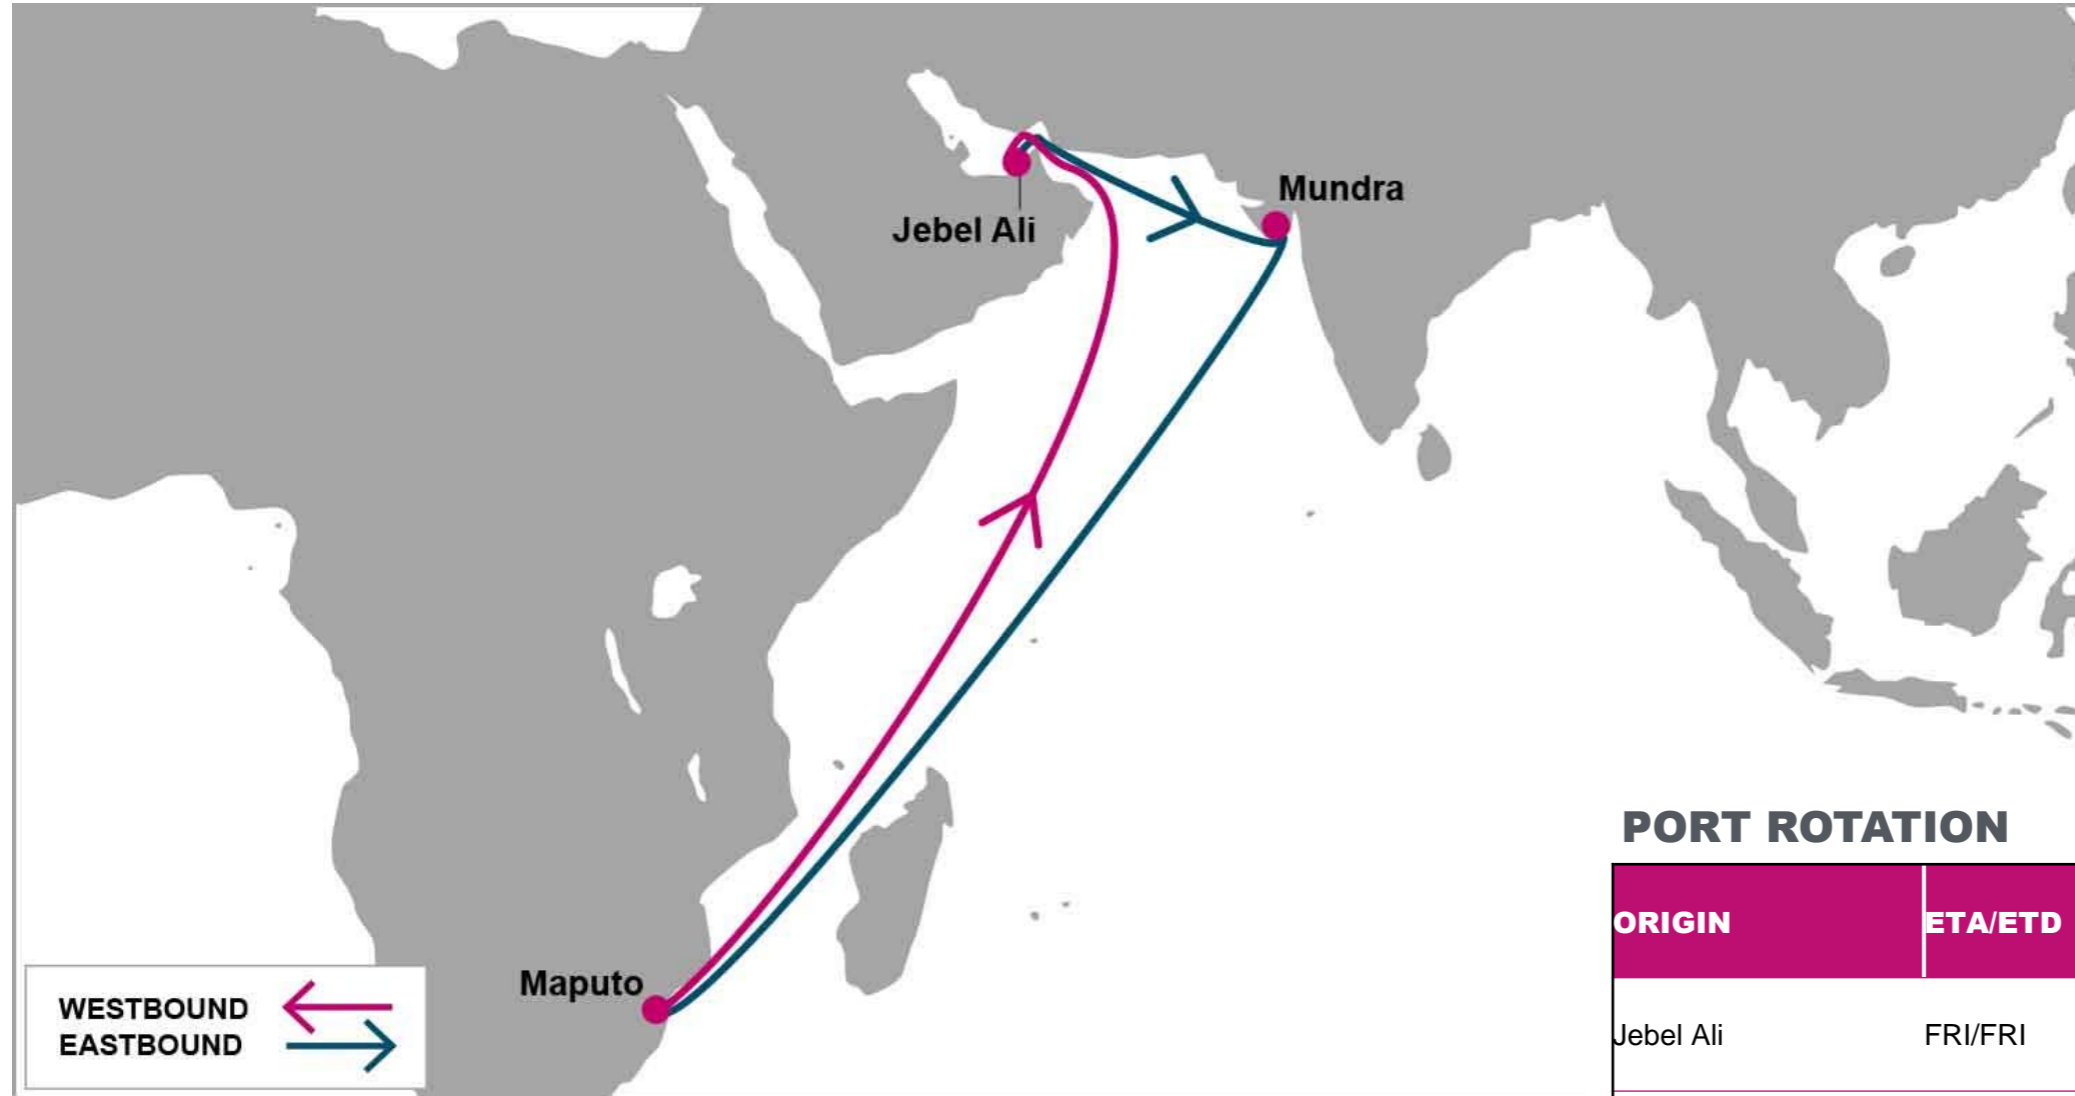 Mundra
Jebel Ali
Maputo
WESTBOUND
EASTBOUND
PORT ROTATION
ORIGIN ETA/ETD
Jebel Ali FRI/FRI